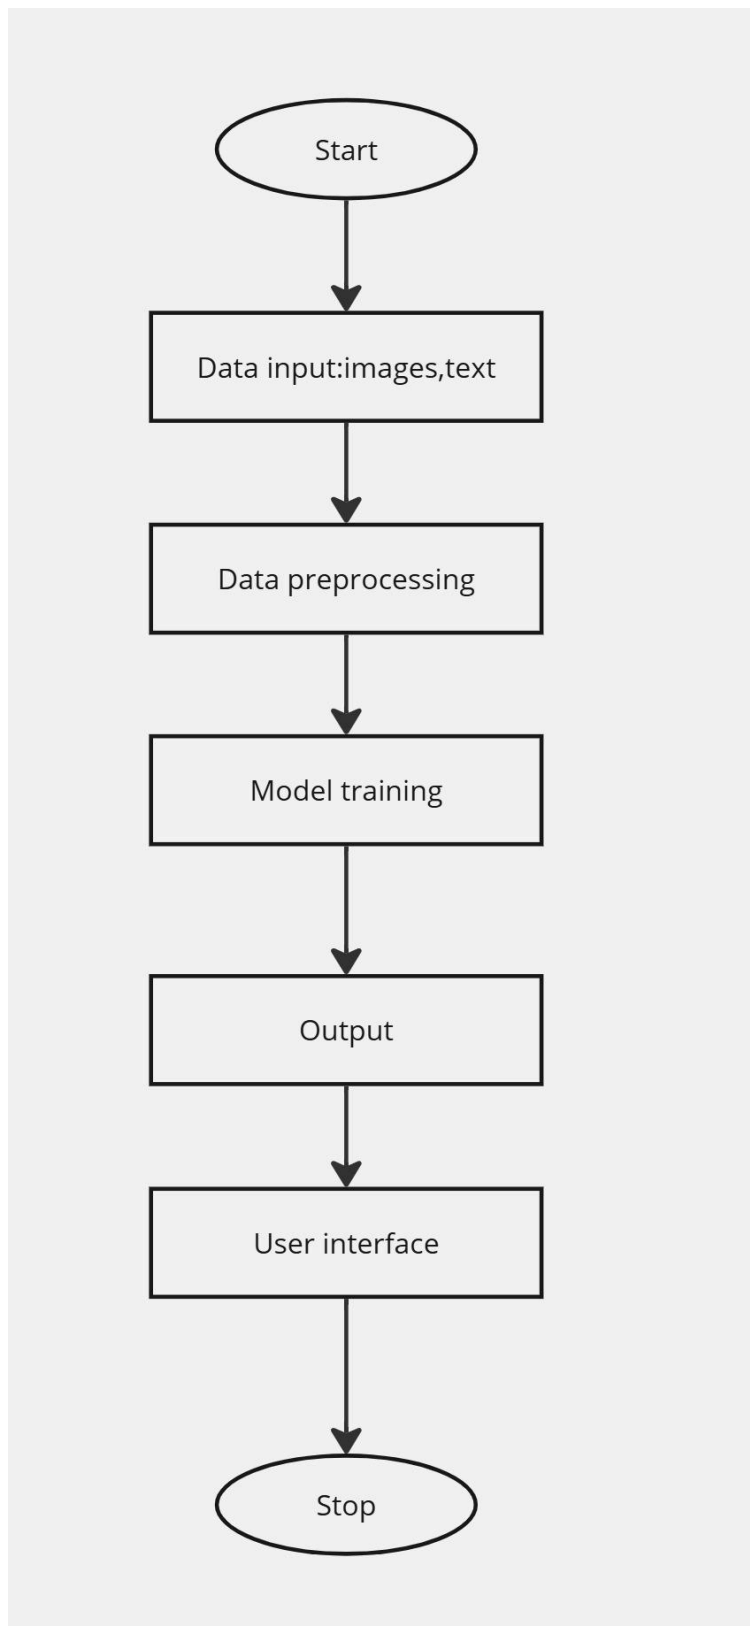 Start
Data input:images,text
Data preprocessing
Model training
Output
User interface
Stop